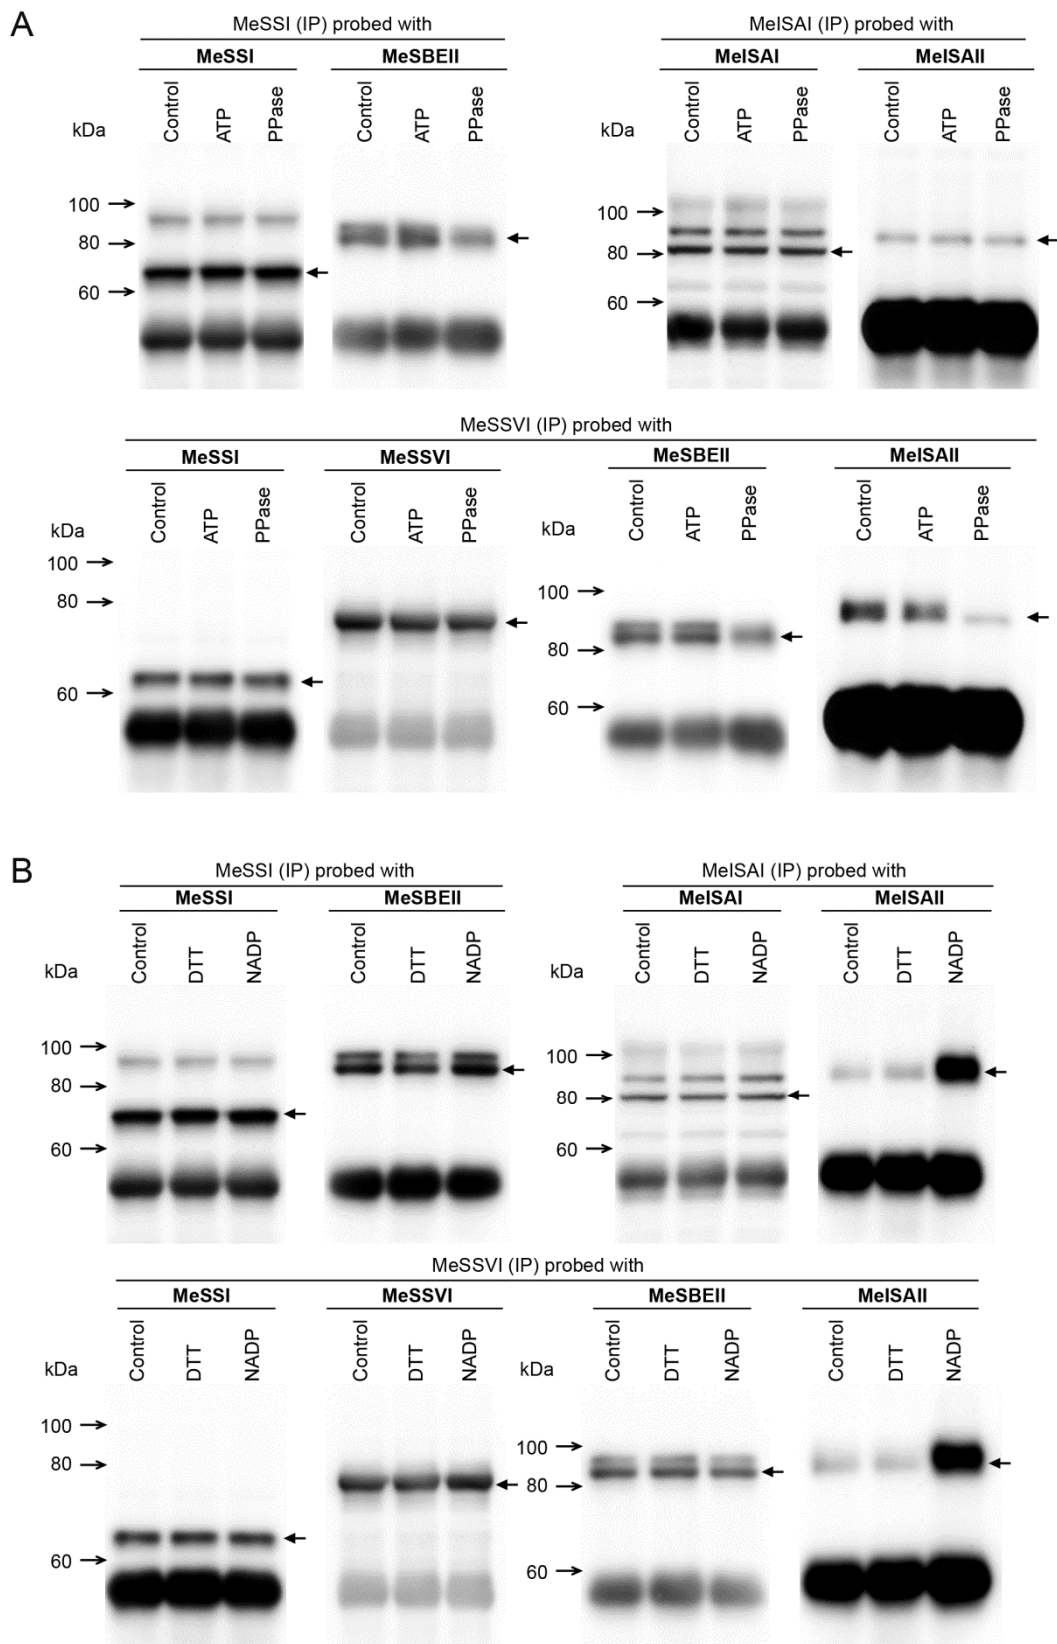 A
MeSSI (IP) probed with
MeISAI (IP) probed with
MeSSI MeSBEII MeISAI MeISAII
kDa Control ATP PPase Control ATP PPase Control ATP PPase Control ATP PPase
100
80
60
100
80
60
MeSSVI (IP) probed with
MeSSI MeSSVI MeSBEII MeISAII
kDa Control ATP PPase Control ATP PPase kDa Control ATP PPase Control ATP PPase
100
80
60
100
80
60
B
MeSSI (IP) probed with
MeISAI (IP) probed with
MeSSI MeSBEII MeISAI MeISAII
kDa Control DTT NADP Control DTT NADP kDa Control DTT NADP Control DTT NADP
100
80
60
100
80
60
MeSSVI (IP) probed with
MeSSI MeSSVI MeSBEII MeISAII
kDa Control DTT NADP Control DTT NADP kDa Control DTT NADP Control DTT NADP
100
80
60
100
80
60